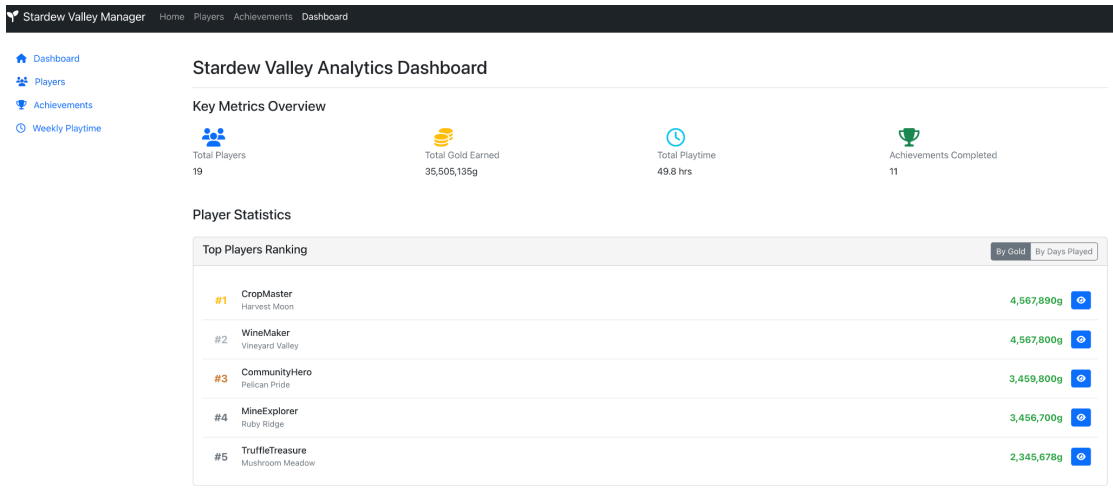 Stardew Valley Manager Home Players Achievements Dashboard
Dashboard
Players
Achievements
Weekly Playtime
Stardew Valley Analytics Dashboard
Key Metrics Overview
Total Players
19
Total Gold Earned
35,505,135g
Total Playtime
49.8 hrs
Achievements Completed
11
Player Statistics
Top Players Ranking
By Gold By Days Played
#1 CropMaster 4,567,890g
Harvest Moon
#2 WineMaker 4,567,800g
Vineyard Valley
#3 CommunityHero 3,459,800g
Pelican Pride
#4 MineExplorer 3,456,700g
Ruby Ridge
#5 TruffleTreasure 2,345,678g
Mushroom Meadow